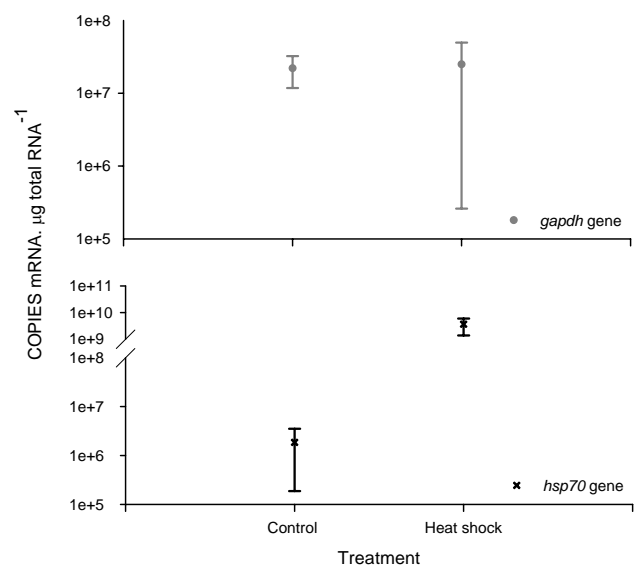 COPIES mRNA. µg total RNA-1
1e+8
1e+7
1e+6
1e+5
gapdh gene
1e+11
1e+10
1e+9
1e+8
1e+7
1e+6
1e+5
hsp70 gene
Control
Heat shock
Treatment